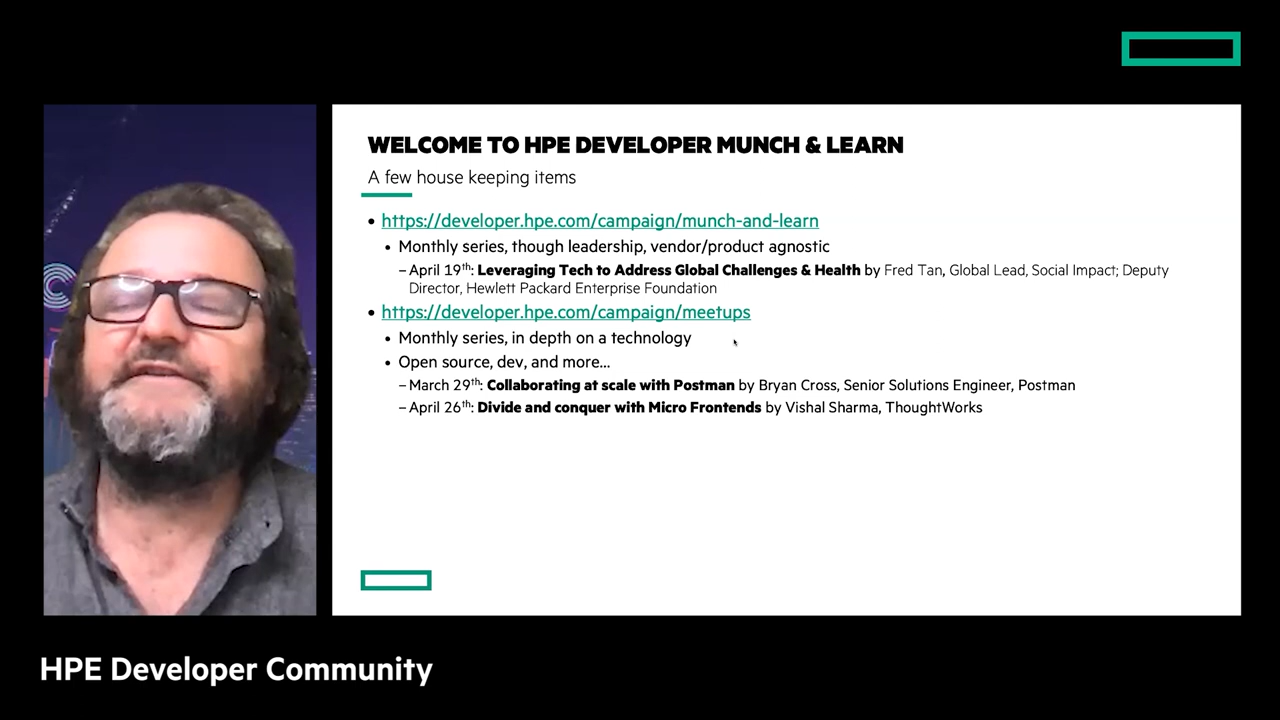 WELCOME TO HPE DEVELOPER MUNCH & LEARN
A few house keeping items
• https://developer.hpe.com/campaign/munch-and-learn
• Monthly series, though leadership, vendor/product agnostic
– April 19th: Leveraging Tech to Address Global Challenges & Health by Fred Tan, Global Lead, Social Impact; Deputy
Director, Hewlett Packard Enterprise Foundation
• https://developer.hpe.com/campaign/meetups
• Monthly series, in depth on a technology
• Open source, dev, and more...
– March 29th: Collaborating at scale with Postman by Bryan Cross, Senior Solutions Engineer, Postman
– April 26th: Divide and conquer with Micro Frontends by Vishal Sharma, ThoughtWorks
HPE Developer Community